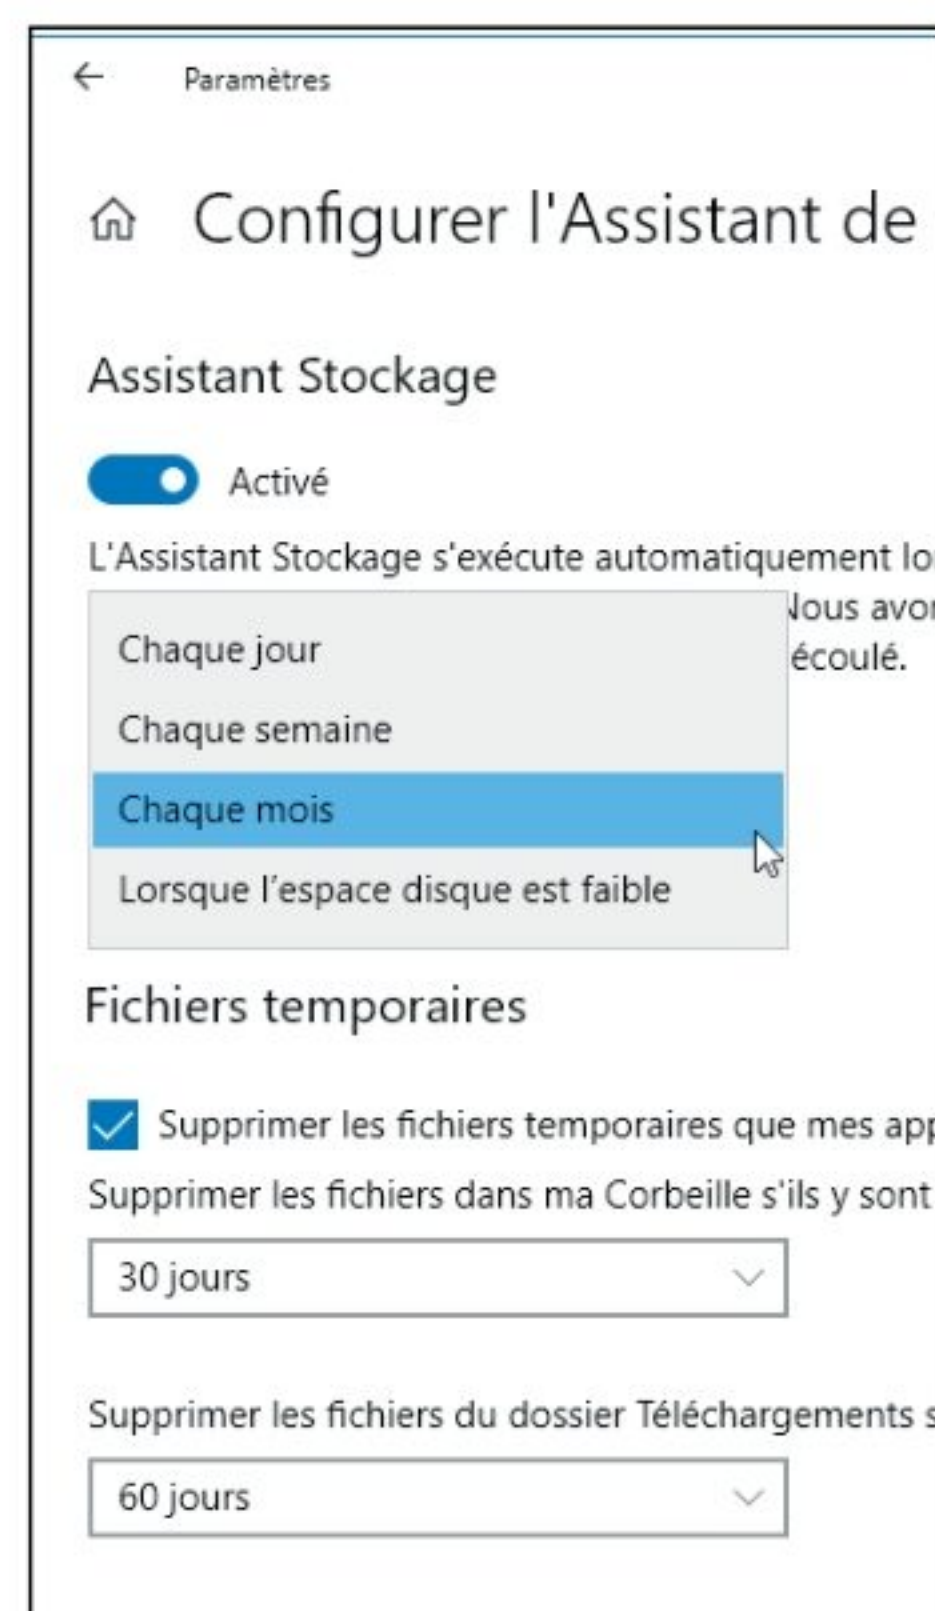 Paramètres
Configurer l'Assistant de
Assistant Stockage
Activé
L'Assistant Stockage s'exécute automatiquement
écoulé.
Chaque jour
Chaque semaine
Chaque mois
Lorsque l'espace disque est faible
Fichiers temporaires
Supprimer les fichiers temporaires que mes
Supprimer les fichiers dans ma Corbeille s'ils y sont
30 jours
Supprimer les fichiers du dossier Téléchargements
60 jours